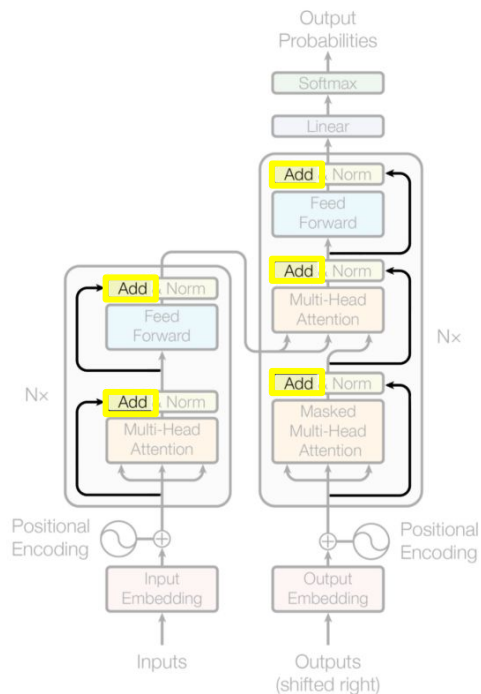 Output
Probabilities
Softmax
Linear
Add & Norm
Feed
Forward
Add & Norm
Multi-Head
Attention
Add & Norm
Masked
Multi-Head
Attention
Nx
Positional
Encoding
Output
Embedding
Outputs
(shifted right)
Add & Norm
Feed
Forward
Add & Norm
Multi-Head
Attention
Nx
Positional
Encoding
Input
Embedding
Inputs